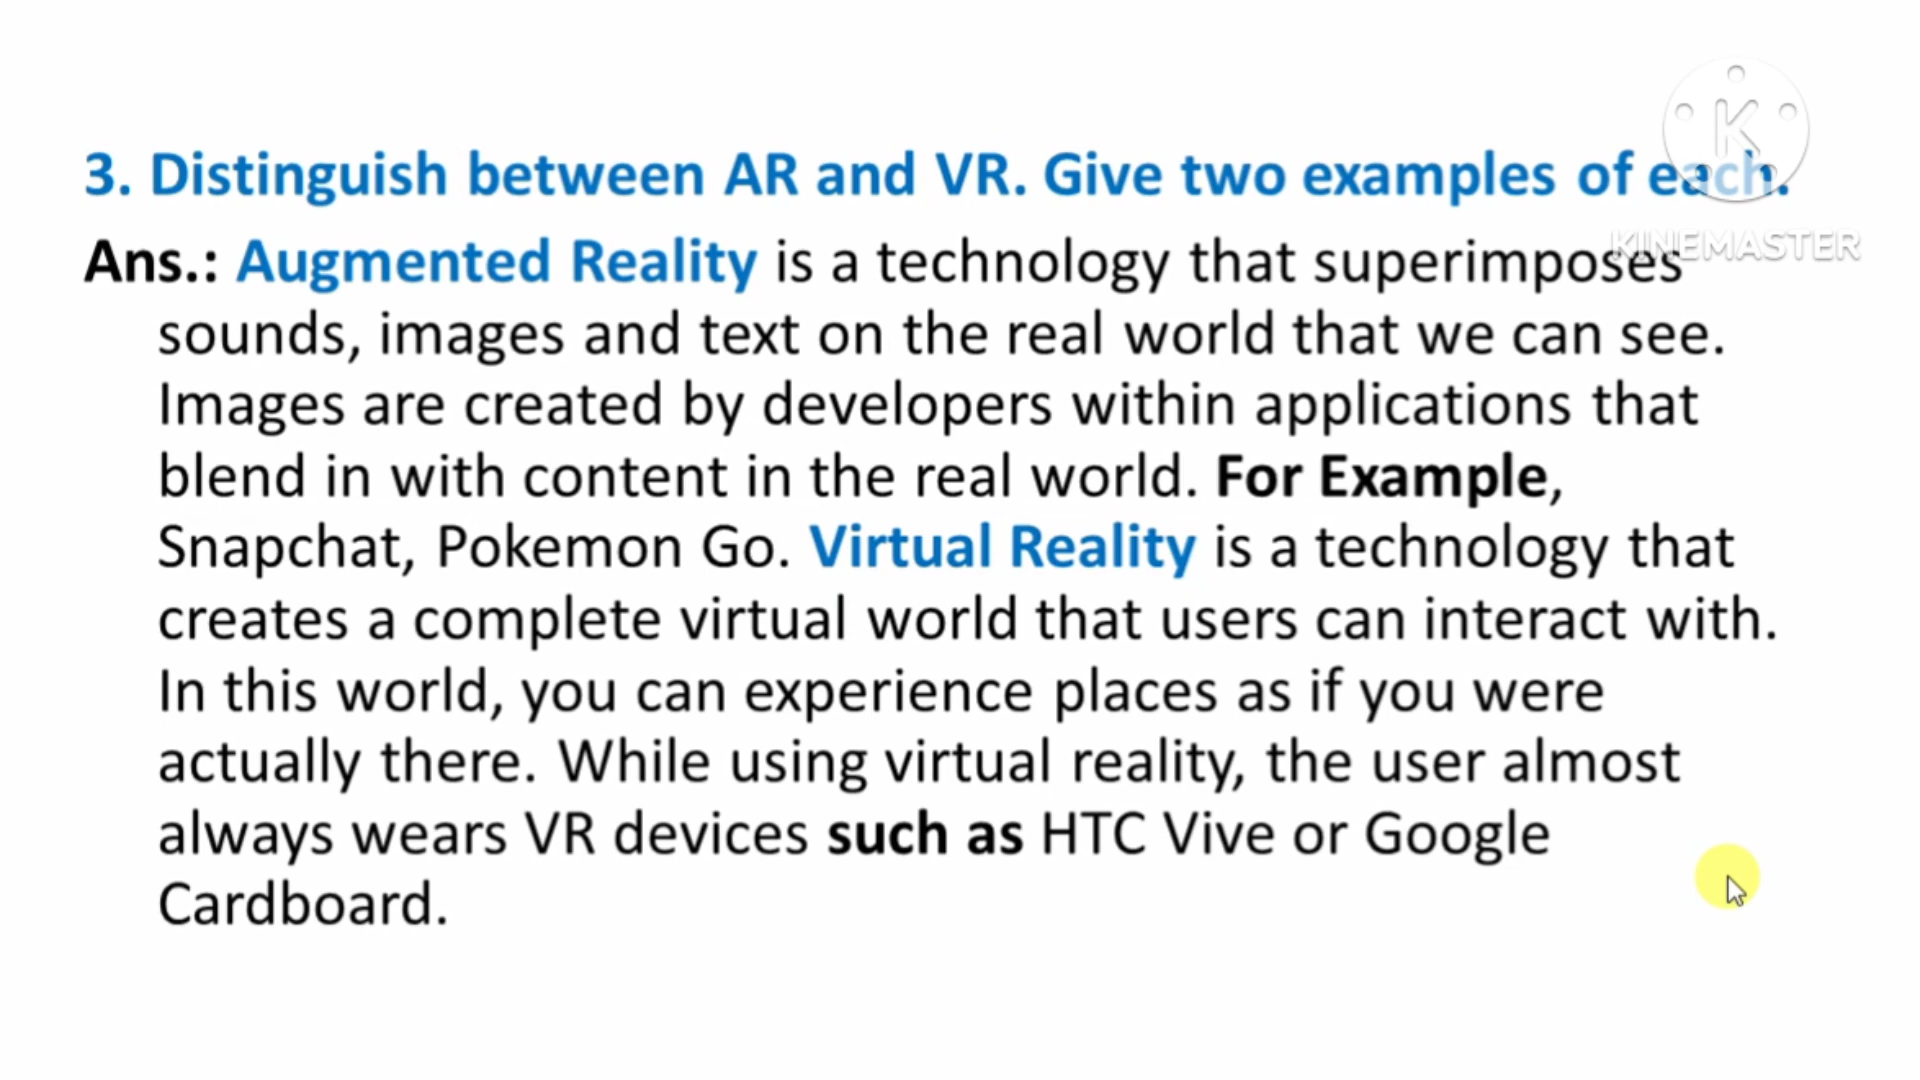 3. Distinguish between AR and VR. Give two examples of each.
Ans.: Augmented Reality is a technology that superimposes
sounds, images and text on the real world that we can see.
Images are created by developers within applications that
blend in with content in the real world. For Example,
Snapchat, Pokemon Go. Virtual Reality is a technology that
creates a complete virtual world that users can interact with.
In this world, you can experience places as if you were
actually there. While using virtual reality, the user almost
always wears VR devices such as HTC Vive or Google
Cardboard.
K
KINEMASTER